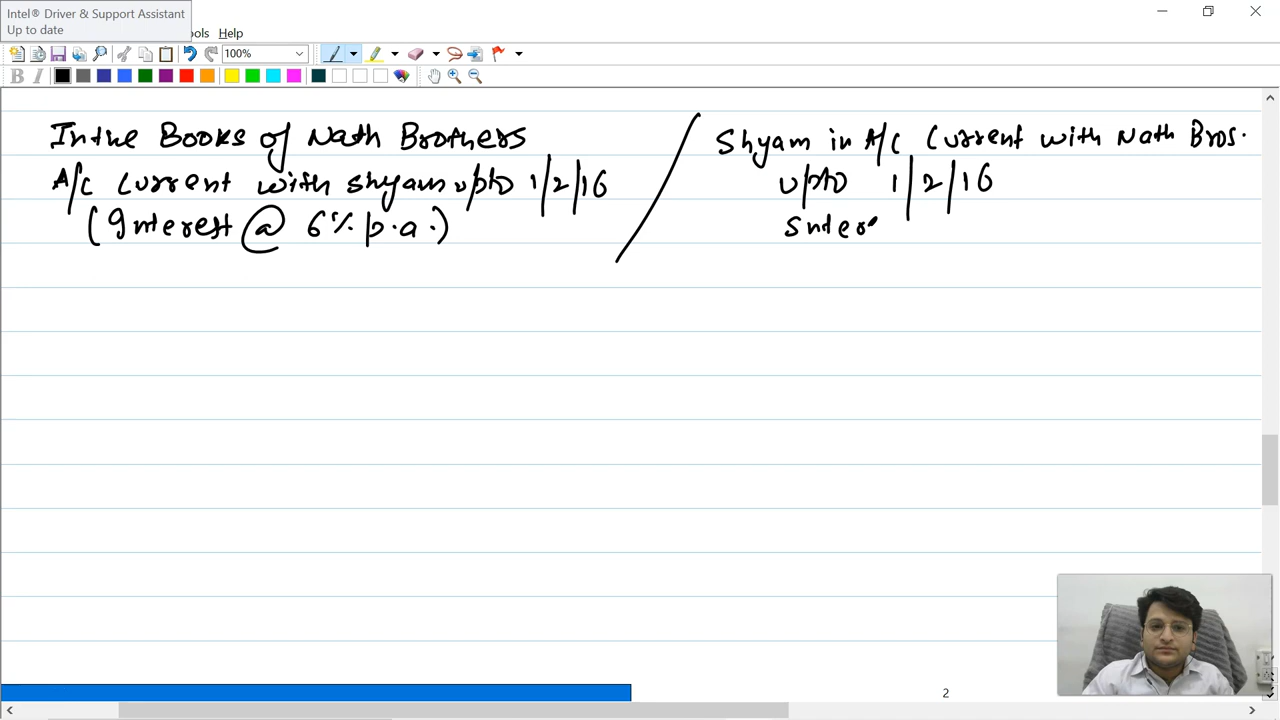 Intel® Driver & Support Assistant
Up to date
ools Help
100%
B I
In the Books of Nath Brothers
A/c Current with Shyam upto 1/2/16
(Interest @ 6% p.a.)
Shyam in A/c Current with Nath Bros.
upto 1/2/16
Inter
2